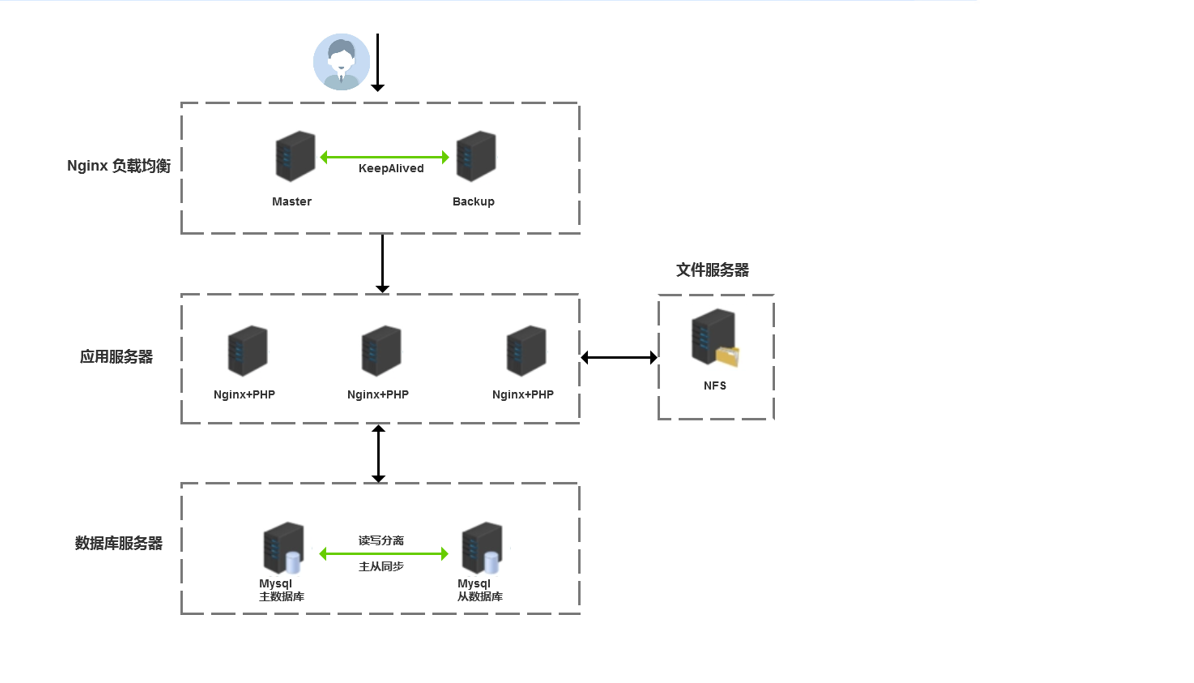 Nginx 负载均衡
KeepAlived
Master
Backup
文件服务器
应用服务器
NFS
Nginx+PHP
Nginx+PHP
Nginx+PHP
数据库服务器
读写分离
主从同步
Mysql
主数据库
Mysql
从数据库